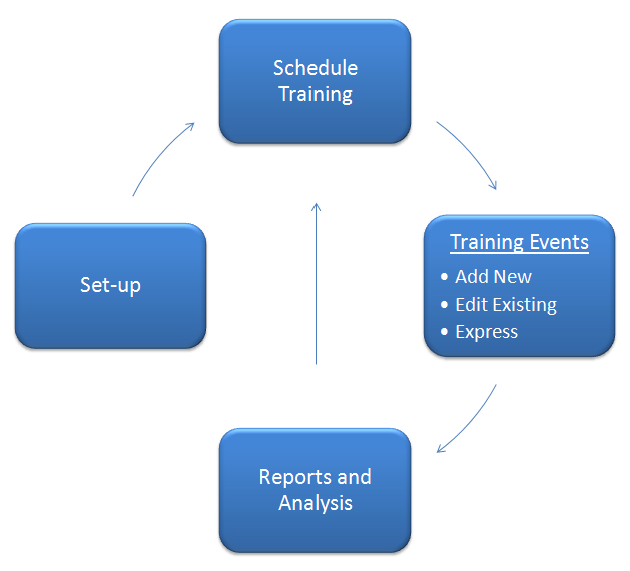 Schedule
Training
Set-up
Training Events
• Add New
• Edit Existing
• Express
Reports and
Analysis